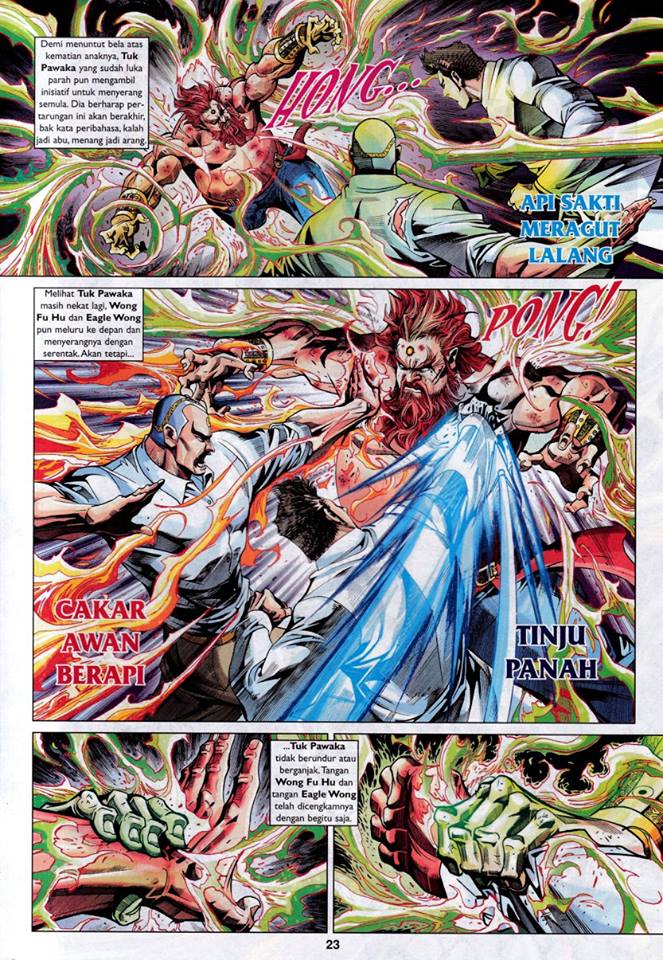 Demi menuntut bela atas
kematian anaknya, Tuk
Pawaka yang sudah luka
parah pun mengambil
inisiatif untuk menyerang
semula. Dia berharap per-
tarungan ini akan berakhir,
bak kata peribahasa, kalah
jadi abu, menang jadi arang.
HONG...
API SAKTI
MERAGUT
LALANG
Melihat Tuk Pawaka
masih nekat lagi, Wong
Fu Hu dan Eagle Wong
pun meluru ke depan dan
menyerangnya dengan
serentak. Akan tetapi...
PONG!
CAKAR
AWAN
BERAPI
TINJU
PANAH
...Tuk Pawaka
tidak berundur atau
berganjak. Tangan
Wong Fu Hu dan
tangan Eagle Wong
telah dicengkamnya
dengan begitu saja.
23